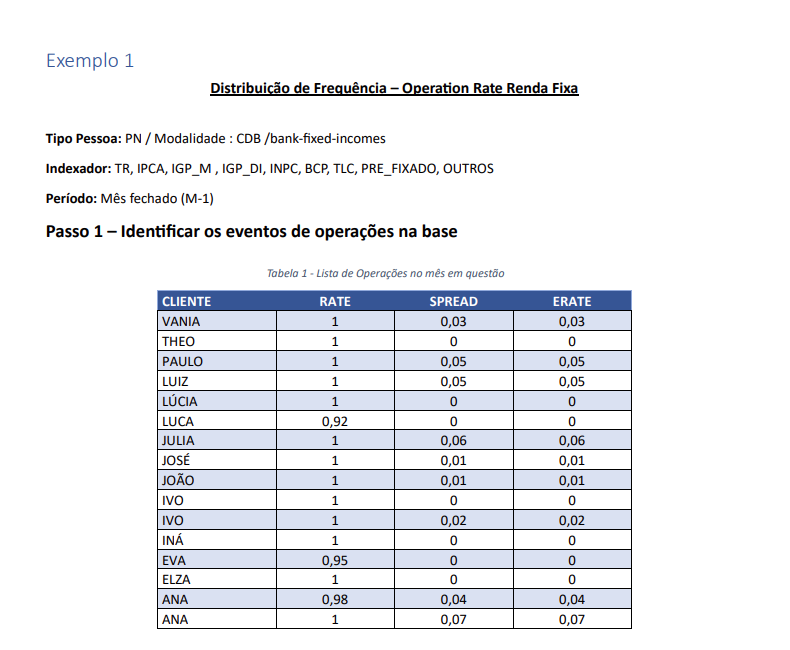 Exemplo 1
Distribuição de Frequência – Operation Rate Renda Fixa
Tipo Pessoa: PN / Modalidade : CDB /bank-fixed-incomes
Indexador: TR, IPCA, IGP_M , IGP_DI, INPC, BCP, TLC, PRE_FIXADO, OUTROS
Período: Mês fechado (M-1)
Passo 1 – Identificar os eventos de operações na base
Tabela 1 - Lista de Operações no mês em questão
CLIENTE RATE SPREAD ERATE
VANIA 1 0,03 0,03
THEO 1 0 0
PAULO 1 0,05 0,05
LUIZ 1 0,05 0,05
LÚCIA 1 0 0
LUCA 0,92 0 0
JULIA 1 0,06 0,06
JOSÉ 1 0,01 0,01
JOÃO 1 0,01 0,01
IVO 1 0 0
IVO 1 0,02 0,02
INÁ 1 0 0
EVA 0,95 0 0
ELZA 1 0 0
ANA 0,98 0,04 0,04
ANA 1 0,07 0,07